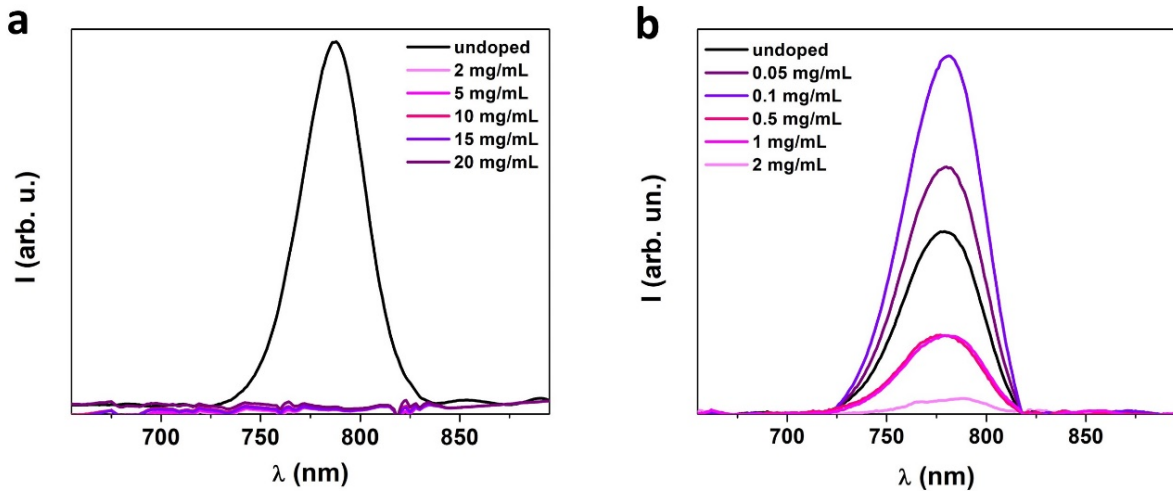 a
undoped
2 mg/mL
5 mg/mL
10 mg/mL
15 mg/mL
20 mg/mL
I (arb. u.)
700 750 800 850
λ (nm)
b
undoped
0.05 mg/mL
0.1 mg/mL
0.5 mg/mL
1 mg/mL
2 mg/mL
I (arb. un.)
700 750 800 850
λ (nm)